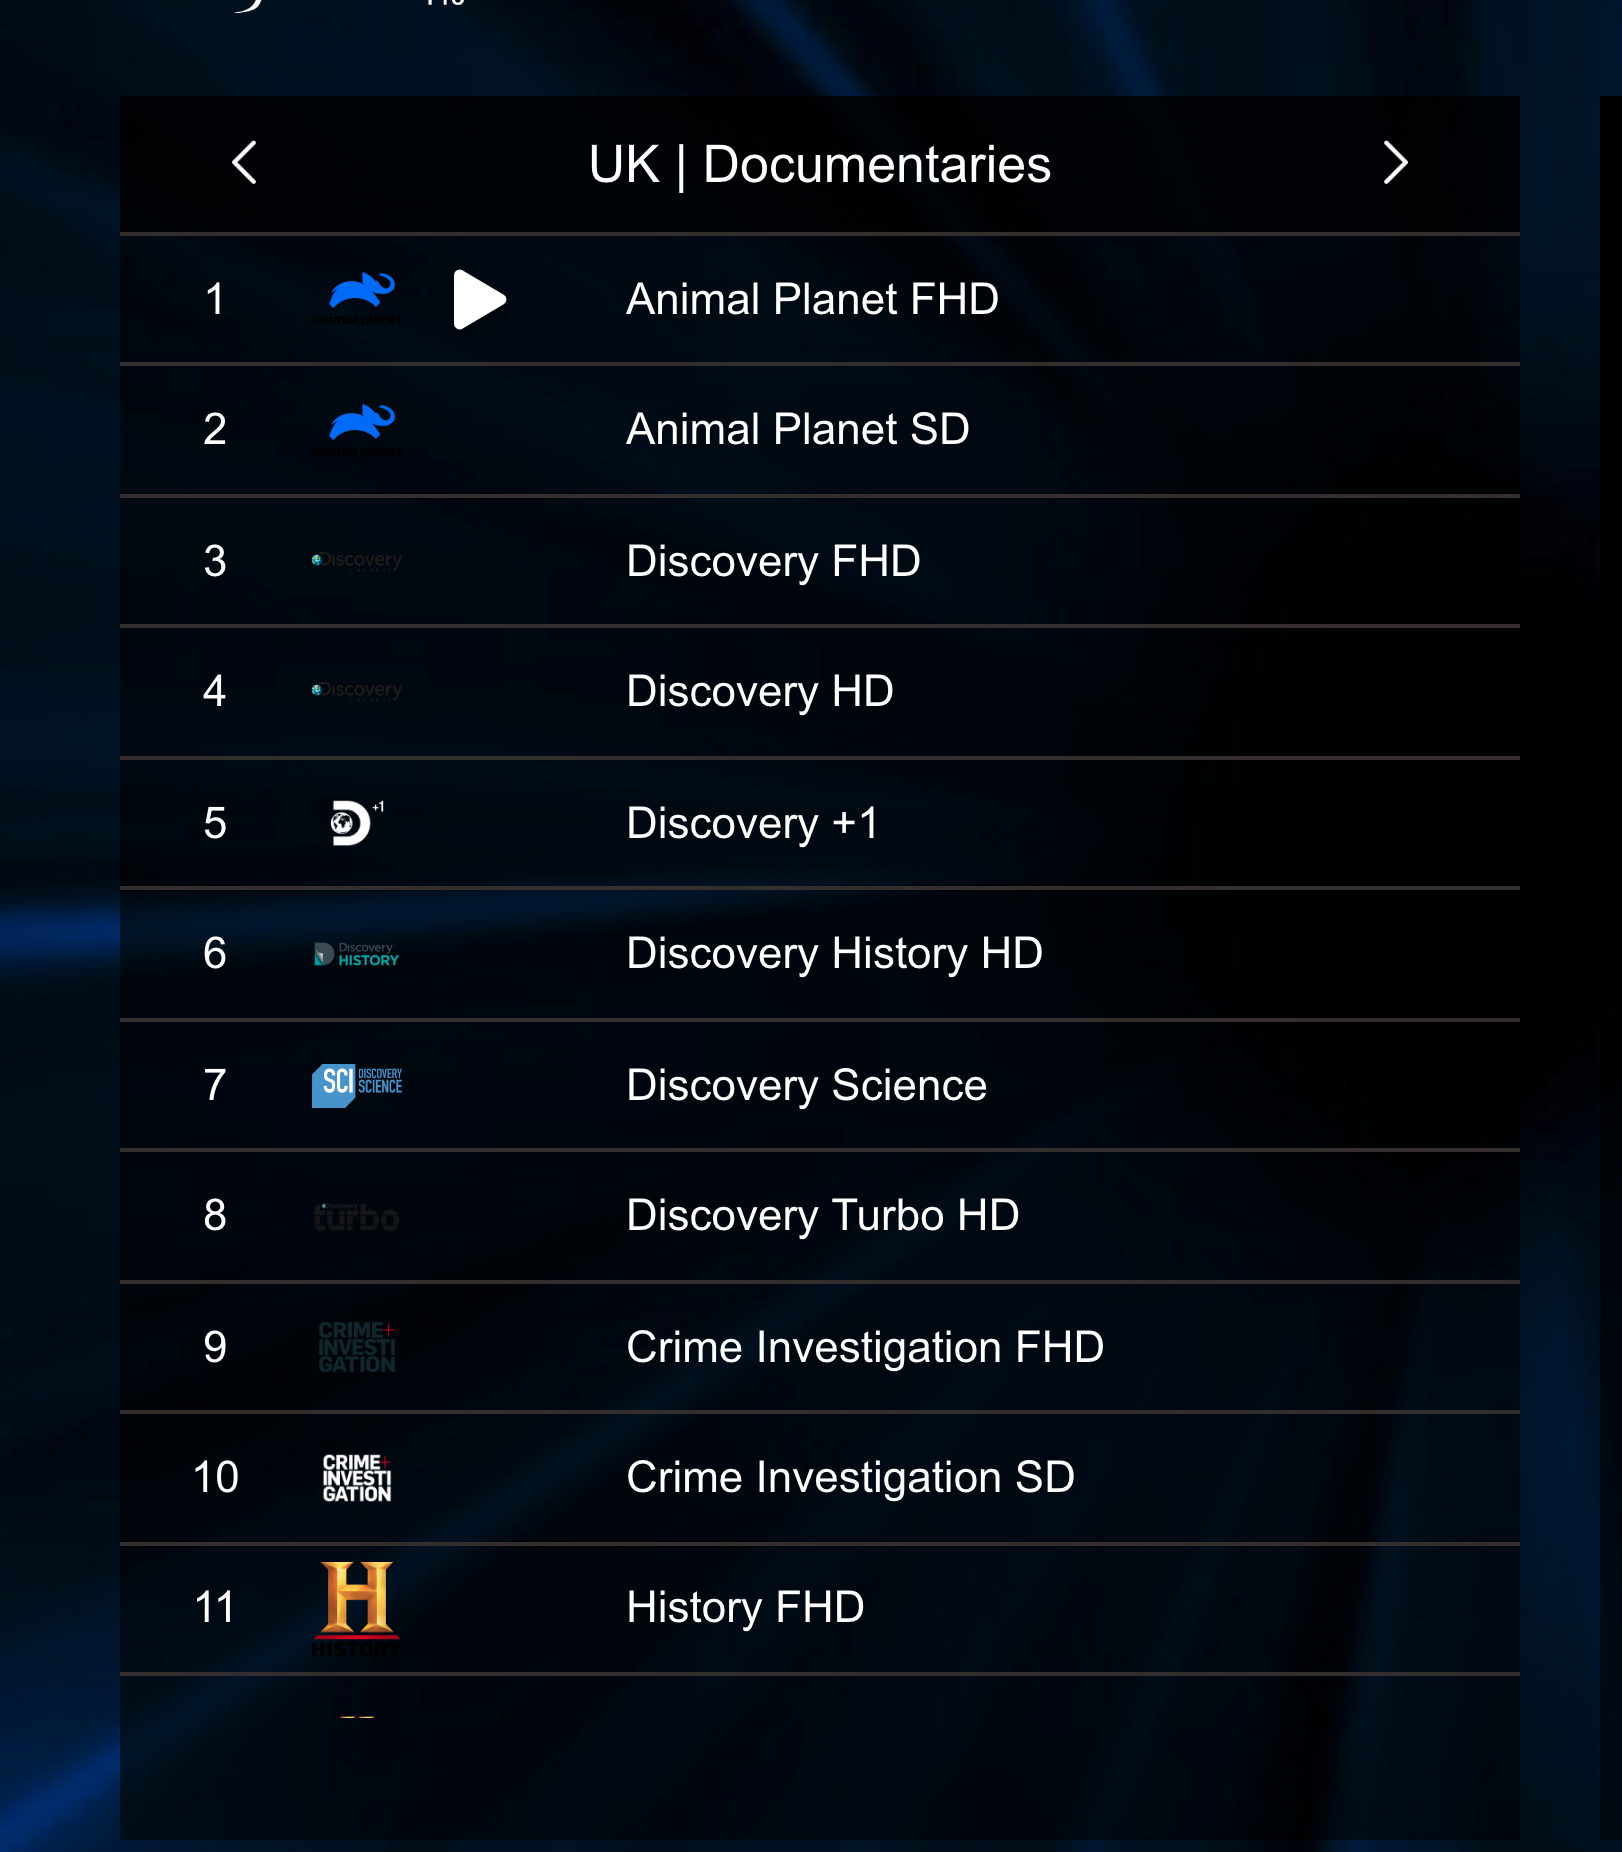 UK | Documentaries
1 animal planet Animal Planet FHD
2 animal planet Animal Planet SD
3 Discovery Discovery FHD
4 Discovery Discovery HD
5 +1 Discovery +1
6 Discovery HISTORY Discovery History HD
7 SCI DISCOVERY SCIENCE Discovery Science
8 turbo Discovery Turbo HD
9 CRIME+ INVESTIGATION Crime Investigation FHD
10 CRIME+ INVESTIGATION Crime Investigation SD
11 H HISTORY History FHD